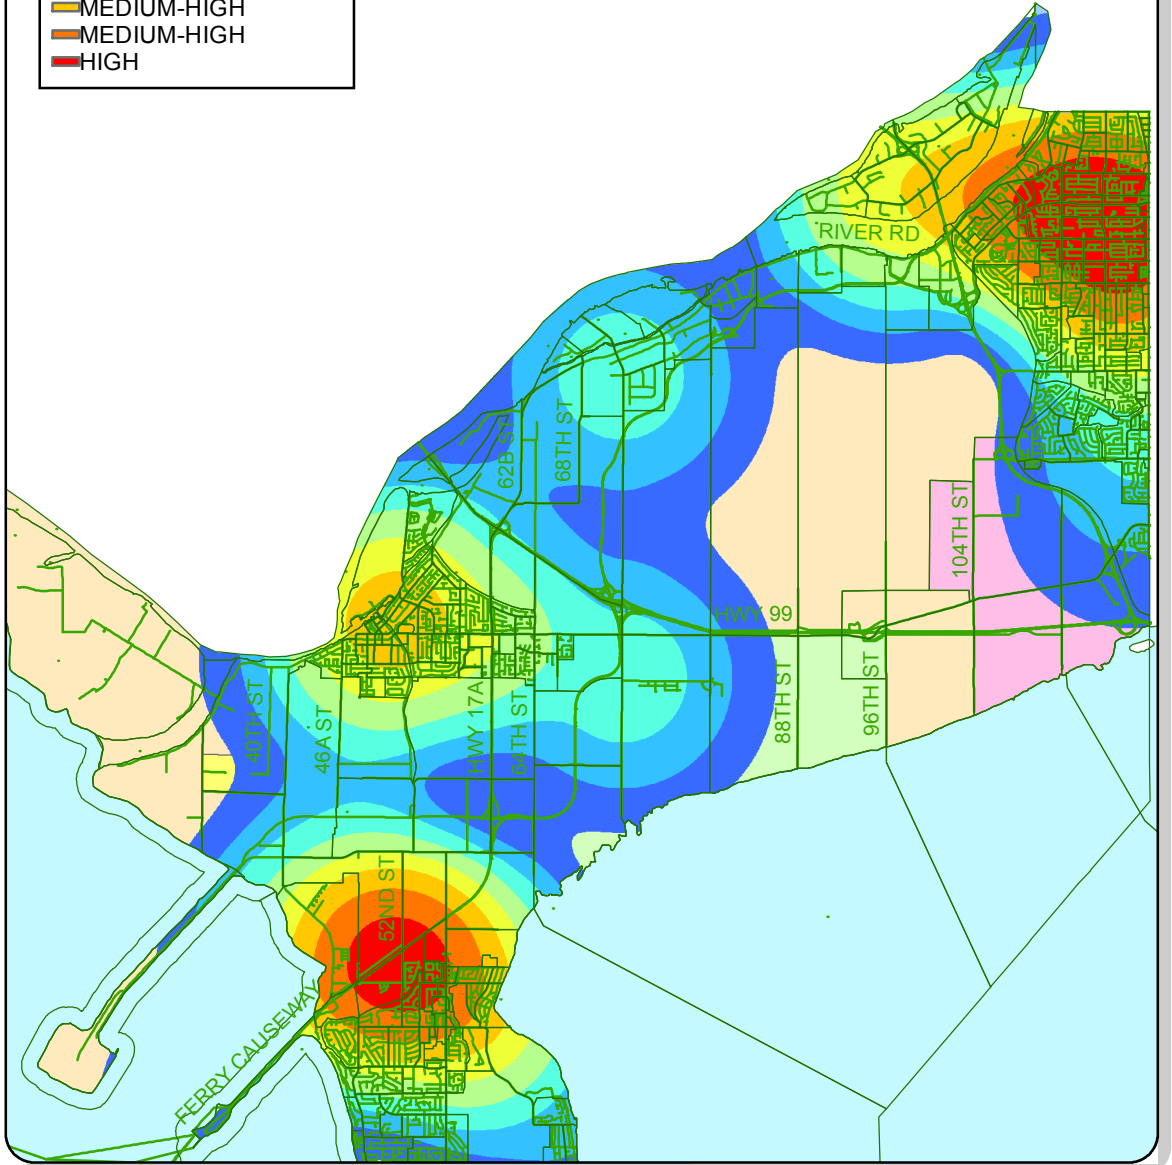 MEDIUM-HIGH
MEDIUM-HIGH
HIGH
RIVER RD
62B ST
68TH ST
104TH ST
HWY 99
40TH ST
46A ST
HWY 17A
64TH ST
88TH ST
96TH ST
52ND ST
FERRY CAUSEWAY